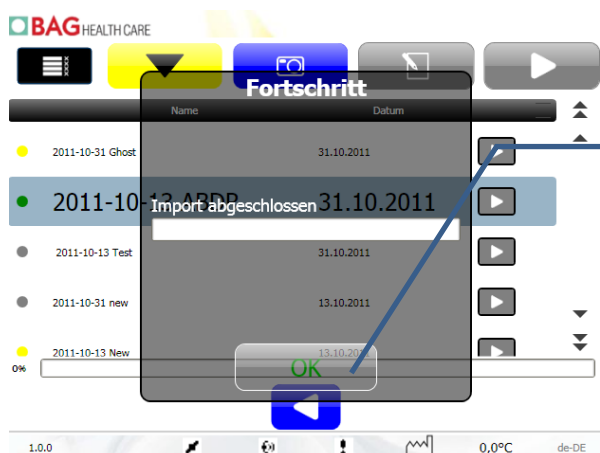 BAG HEALTH CARE
Fortschritt
Name Datum
2011-10-31 Ghost 31.10.2011
2011-10-13 ABDR 31.10.2011
Import abgeschlossen
2011-10-13 Test 31.10.2011
2011-10-31 new 13.10.2011
2011-10-13 New 13.10.2011
0%
OK
1.0.0 0,0°C de-DE